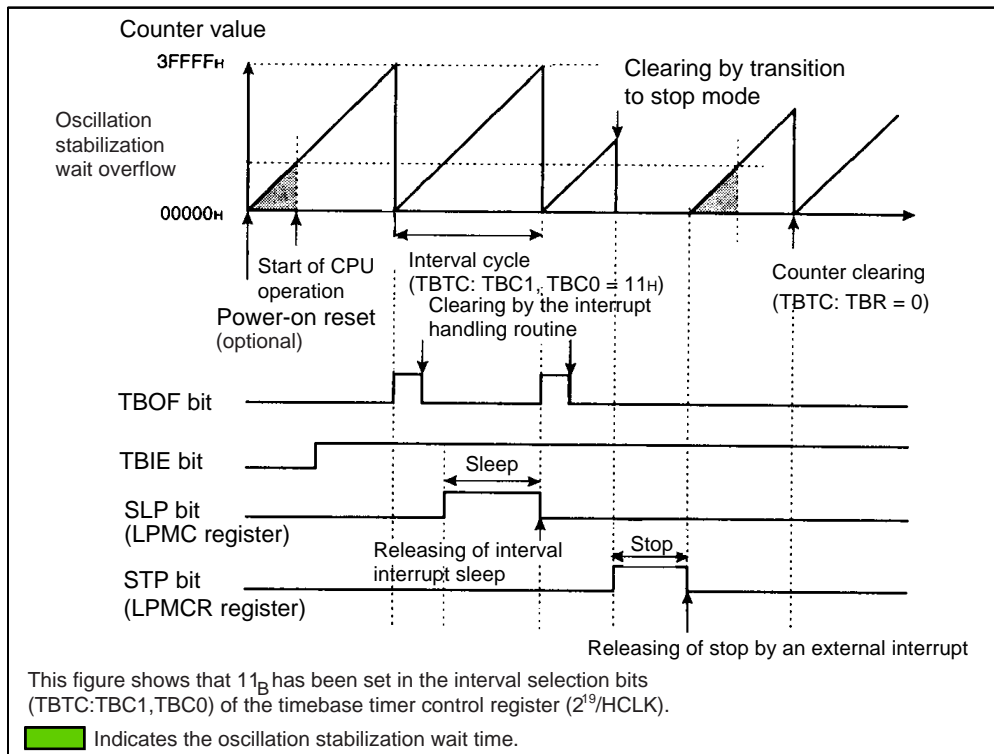 Counter value
3FFFFH
Clearing by transition
to stop mode
Oscillation
stabilization
wait overflow
00000H
Start of CPU
operation
Power-on reset
(optional)
Interval cycle
(TBTC: TBC1, TBC0 = 11H)
Clearing by the interrupt
handling routine
Counter clearing
(TBTC: TBR = 0)
TBOF bit
TBIE bit
Sleep
SLP bit
(LPMC register)
Releasing of interval
interrupt sleep
Stop
STP bit
(LPMCR register)
Releasing of stop by an external interrupt
This figure shows that 11B has been set in the interval selection bits
(TBTC:TBC1,TBC0) of the timebase timer control register (2¹⁹/HCLK).
Indicates the oscillation stabilization wait time.